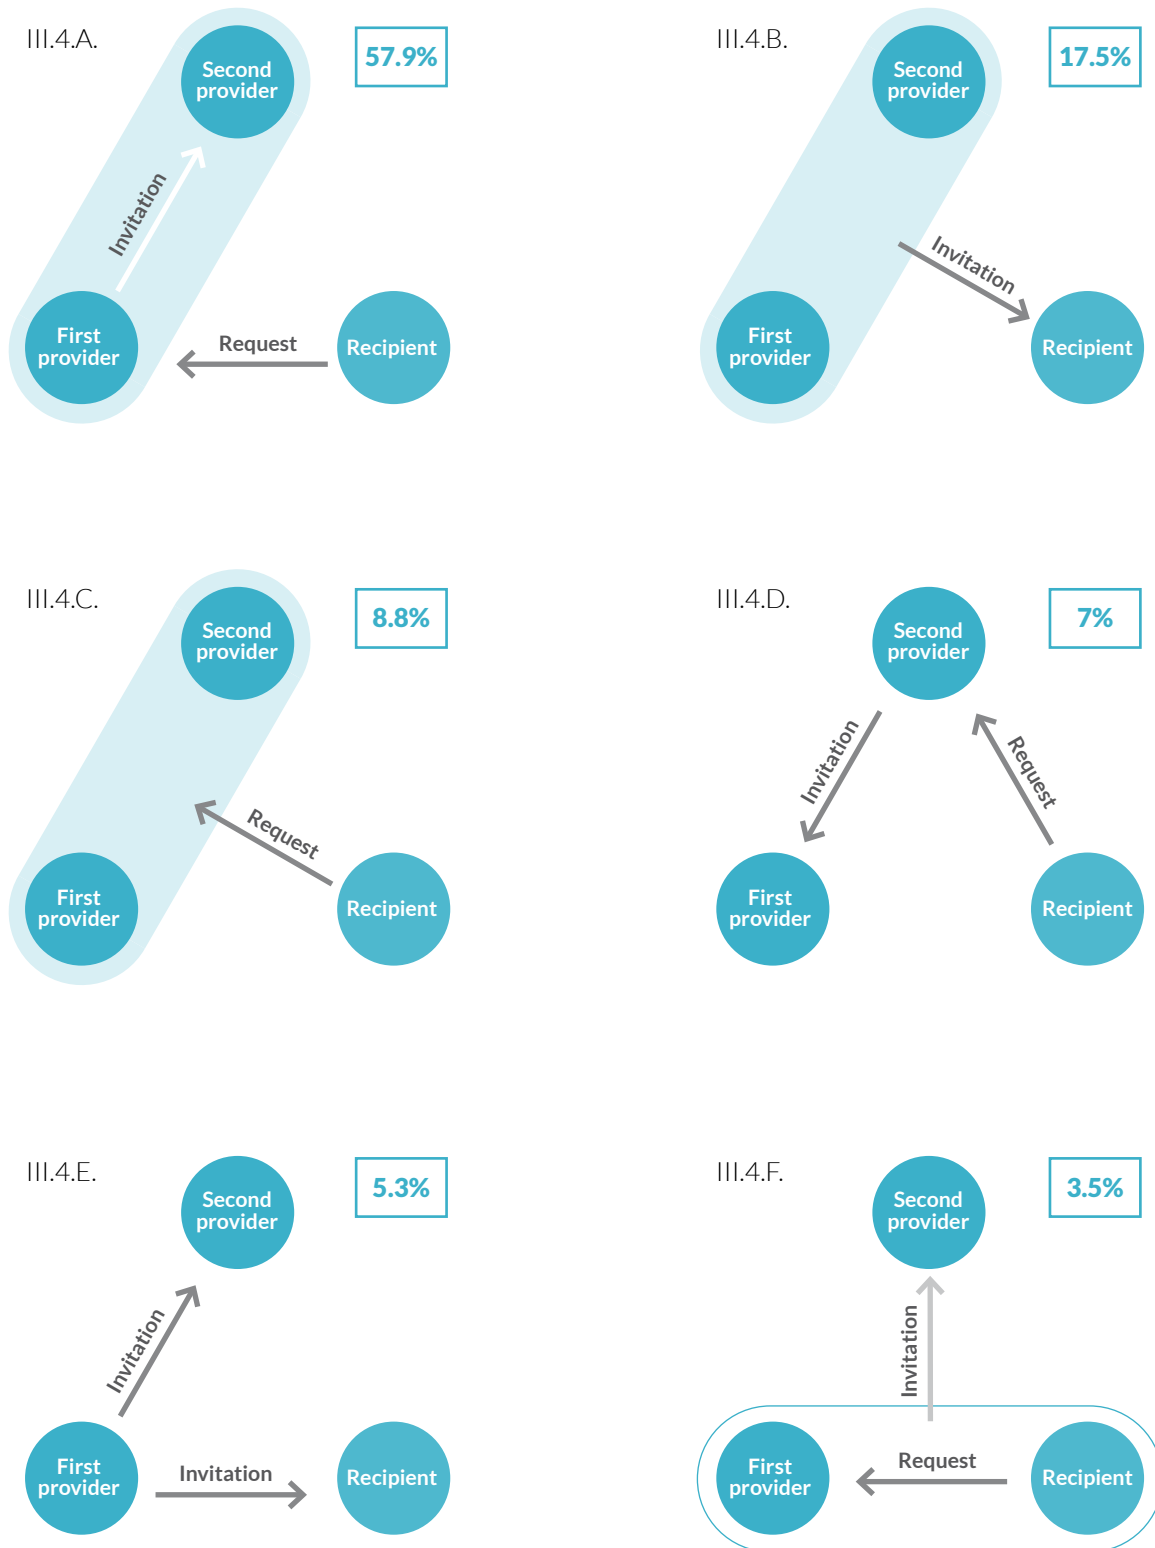 III.4.A.
57.9%
Second
provider
Invitation
First
provider
Request
Recipient
III.4.B.
17.5%
Second
provider
Invitation
First
provider
Recipient
III.4.C.
8.8%
Second
provider
Request
First
provider
Recipient
III.4.D.
7%
Second
provider
Invitation
Request
First
provider
Recipient
III.4.E.
5.3%
Second
provider
Invitation
First
provider
Invitation
Recipient
III.4.F.
3.5%
Second
provider
Invitation
First
provider
Request
Recipient